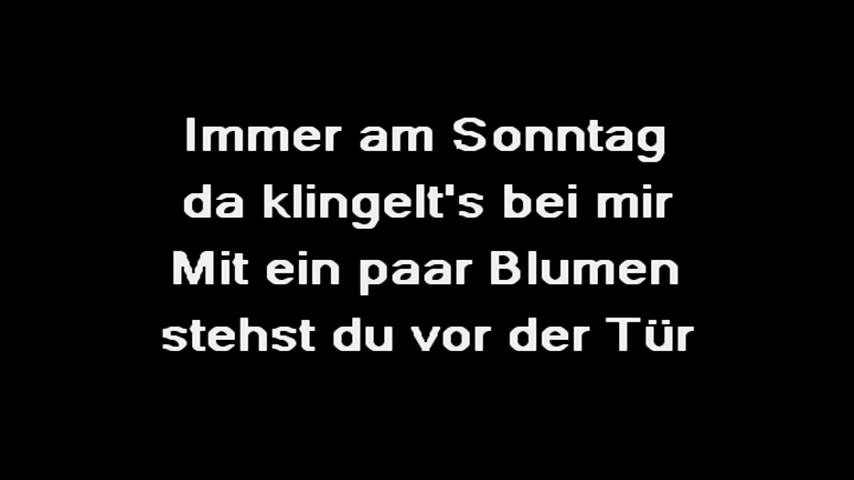 Immer am Sonntag
da klingelt's bei mir
Mit ein paar Blumen
stehst du vor der Tür